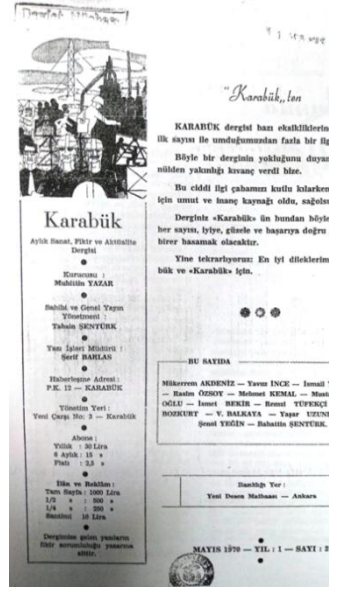 "Karabük„ ten
KARABÜK dergisi bazı eksikliklerin
ilk sayısı ile umduğumuzdan fazla bir ilg
Böyle bir derginin yokluğunu duyan
nülden yakınlığı kıvanç verdi bize.
Bu ciddi ilgi çabamızı kutlu kılarken
için umut ve inanç kaynağı oldu, sağolsu
Derginiz «Karabük» ün bundan böyle
her sayısı, iyiye, güzele ve başarıya doğru
birer basamak olacaktır.
Yine tekrarlıyoruz: En iyi dileklerim
bük ve «Karabük» için.
Karabük
Aylık Sanat, Fikir ve Aktüalite
Dergisi
Kurucusu :
Muhittin YAZAR
Sahibi ve Genel Yayın
Yönetmeni :
Tahsin ŞENTÜRK
Yazı İşleri Müdürü :
Şerif BARLAS
Haberleşme Adresi :
P.K. 12 — KARABÜK
Yönetim Yeri :
Yeni Çarşı No: 3 — Karabük
Abone :
Yıllık : 30 Lira
6 Aylık : 15 »
Fiatı : 2,5 »
İlân ve Reklâm :
Tam Sayfa : 1000 Lira
1/2 » : 500 »
1/4 » : 250 »
Santimi 10 Lira
Dergimize gelen yazıların
fikir sorumluluğu yazarına
aittir.
BU SAYIDA
Mükerrem AKDENİZ — Yavuz İNCE — İsmail
— Rasim ÖZSOY — Mehmet KEMAL — Must
OĞLU — İsmet BEKİR — Remzi TÜFEKÇİ
BOZKURT — V. BALKAYA — Yaşar UZUN
Şenol YEĞİN — Bahattin ŞENTÜRK.
Basıldığı Yer :
Yeni Desen Matbaası — Ankara
MAYIS 1970 — YIL : 1 — SAYI : 2